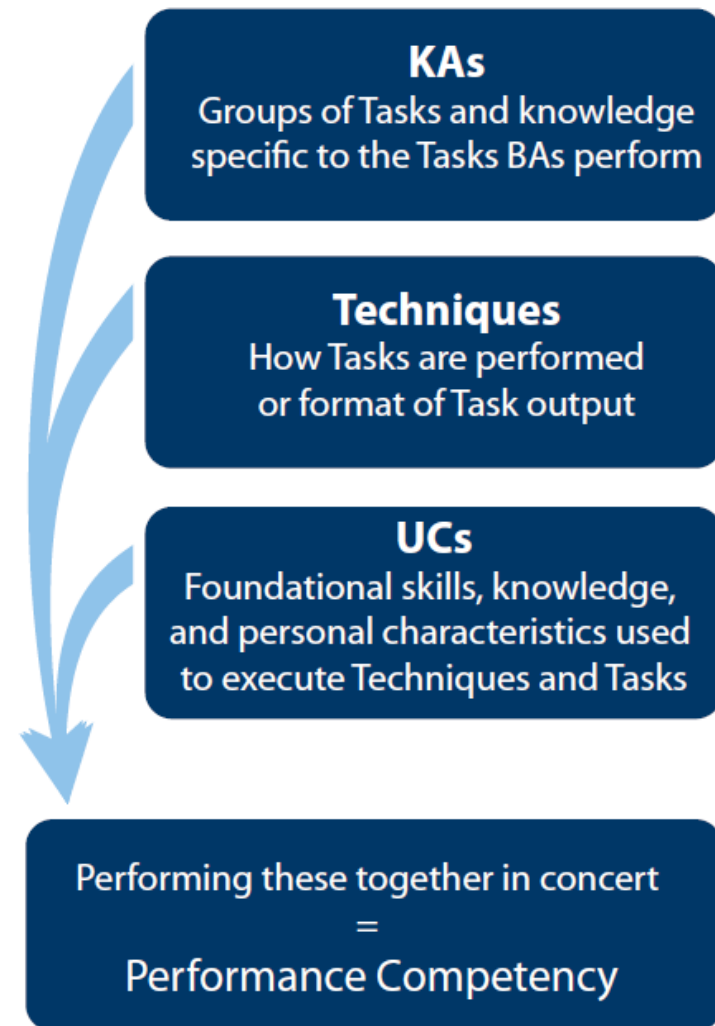 KAs
Groups of Tasks and knowledge
specific to the Tasks BAs perform
Techniques
How Tasks are performed
or format of Task output
UCs
Foundational skills, knowledge,
and personal characteristics used
to execute Techniques and Tasks
Performing these together in concert
=
Performance Competency